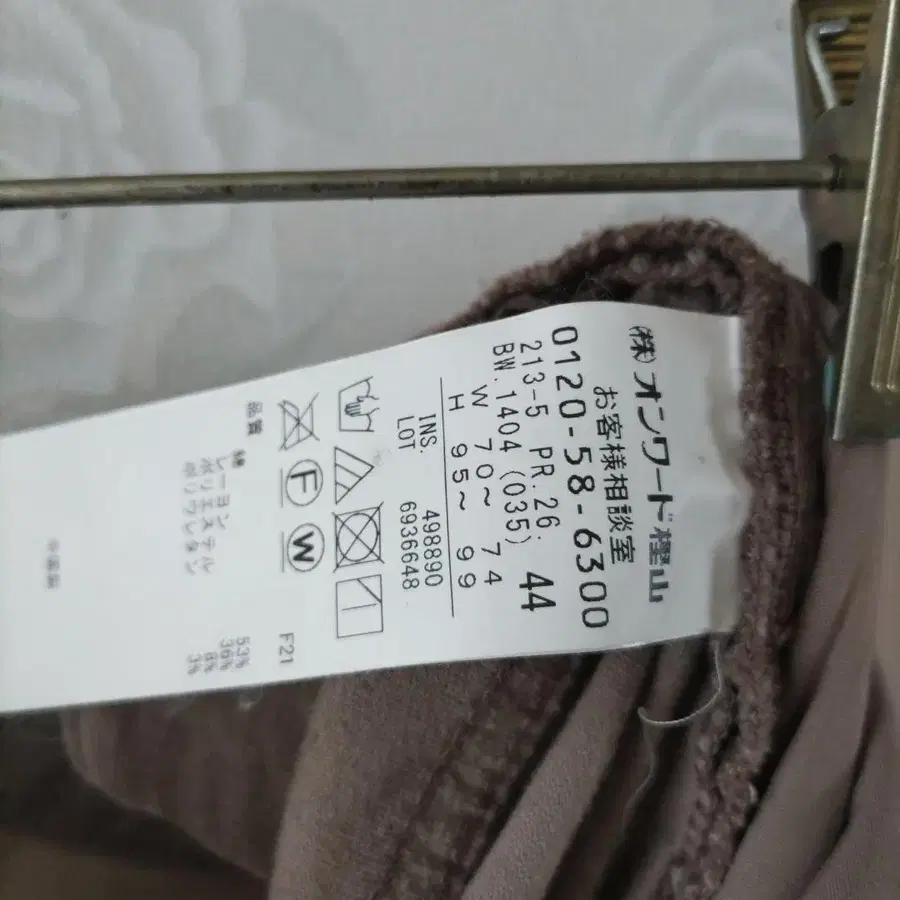 ㈱オンワード樫山
お客様相談室
0120-58-6300
213-5 PR.26. 44
BW.1404 (035)
W 70~ 74
H 95~ 99
INS. 498890
LOT 6936648
F W
品質 F21
綿 53%
レーヨン 36%
ポリエステル 8%
ポリウレタン 3%
中国製